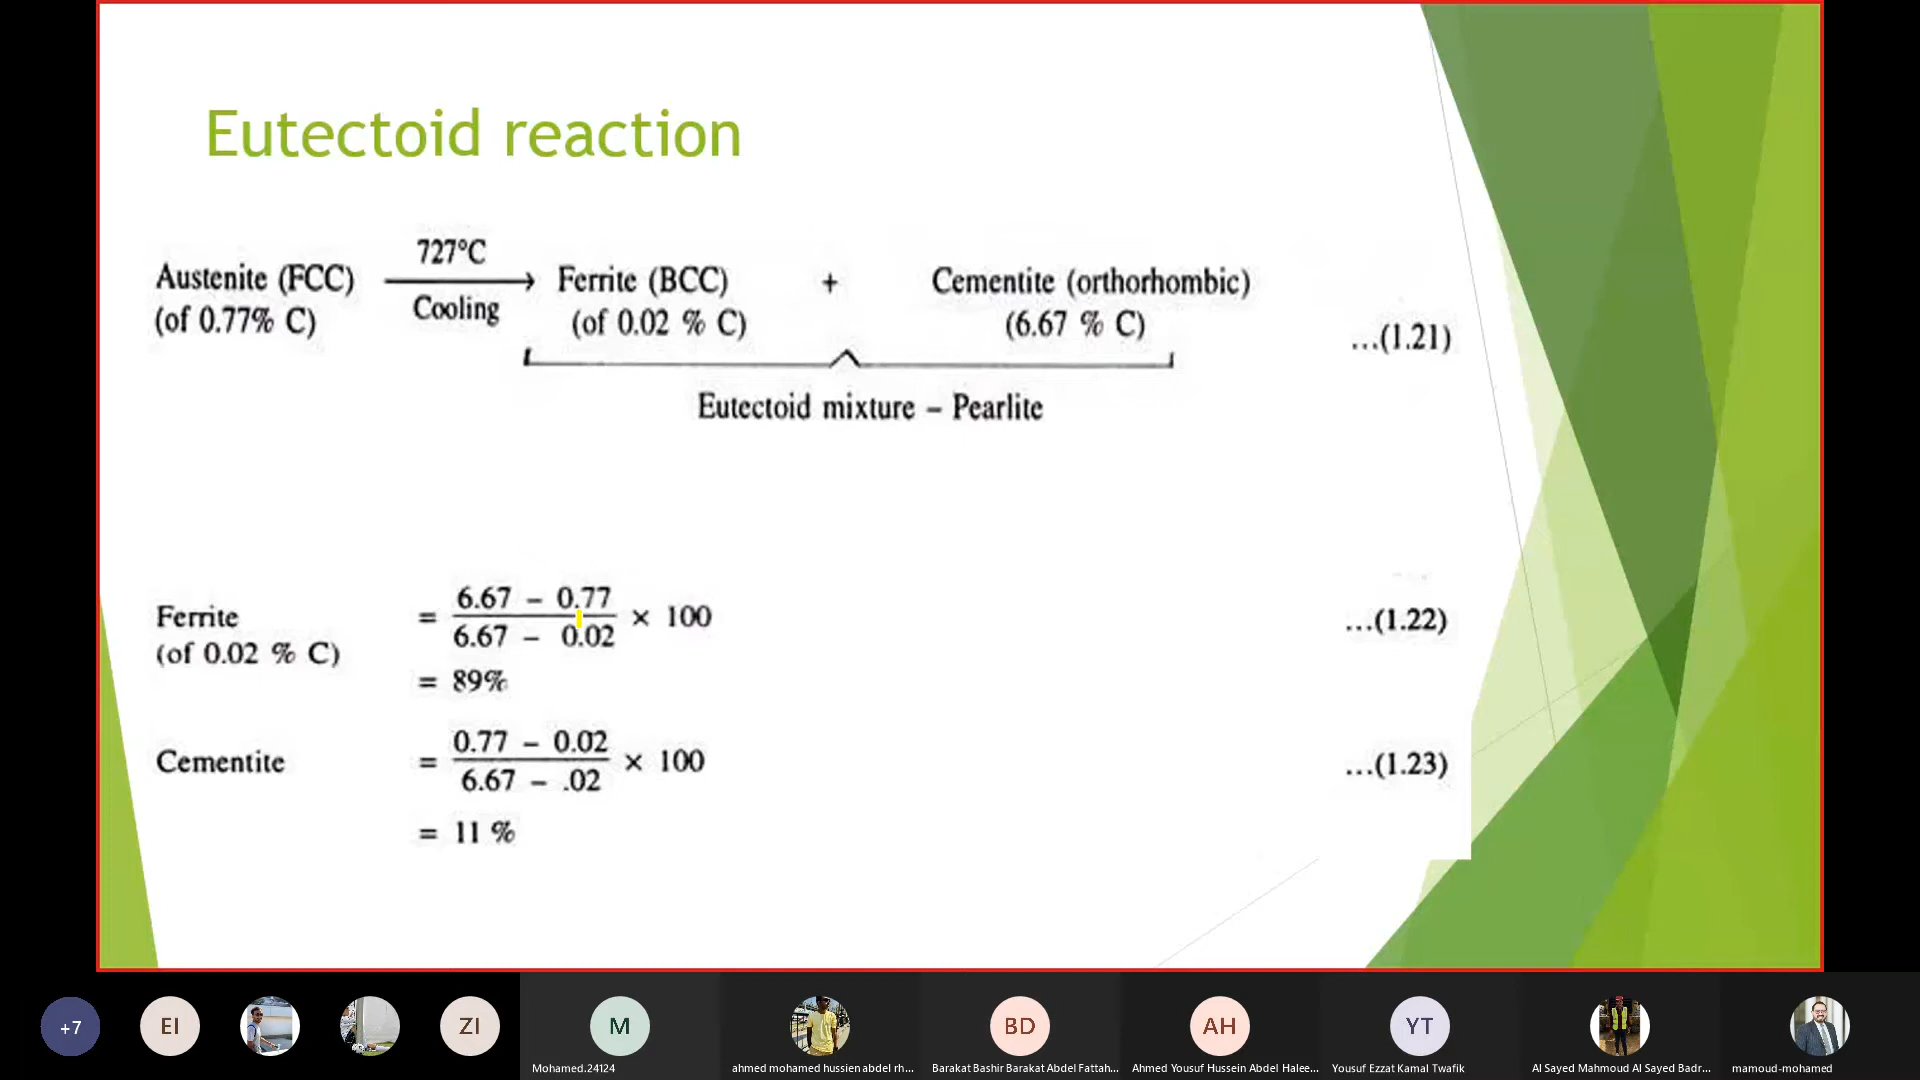 Eutectoid reaction
727°C
Austenite (FCC) Ferrite (BCC) + Cementite (orthorhombic)
Cooling
(of 0.77% C) (of 0.02 % C) (6.67 % C)
...(1.21)
Eutectoid mixture – Pearlite
6.67 – 0.77
Ferrite = × 100 ...(1.22)
6.67 – 0.02
(of 0.02 % C)
= 89%
0.77 – 0.02
Cementite = × 100 ...(1.23)
6.67 – .02
= 11 %
+7
EI
ZI
M
BD
AH
YT
Mohamed.24124
ahmed mohamed hussien abdel rh...
Barakat Bashir Barakat Abdel Fattah...
Ahmed Yousuf Hussein Abdel Halee...
Yousuf Ezzat Kamal Twafik
Al Sayed Mahmoud Al Sayed Badr...
mamoud-mohamed